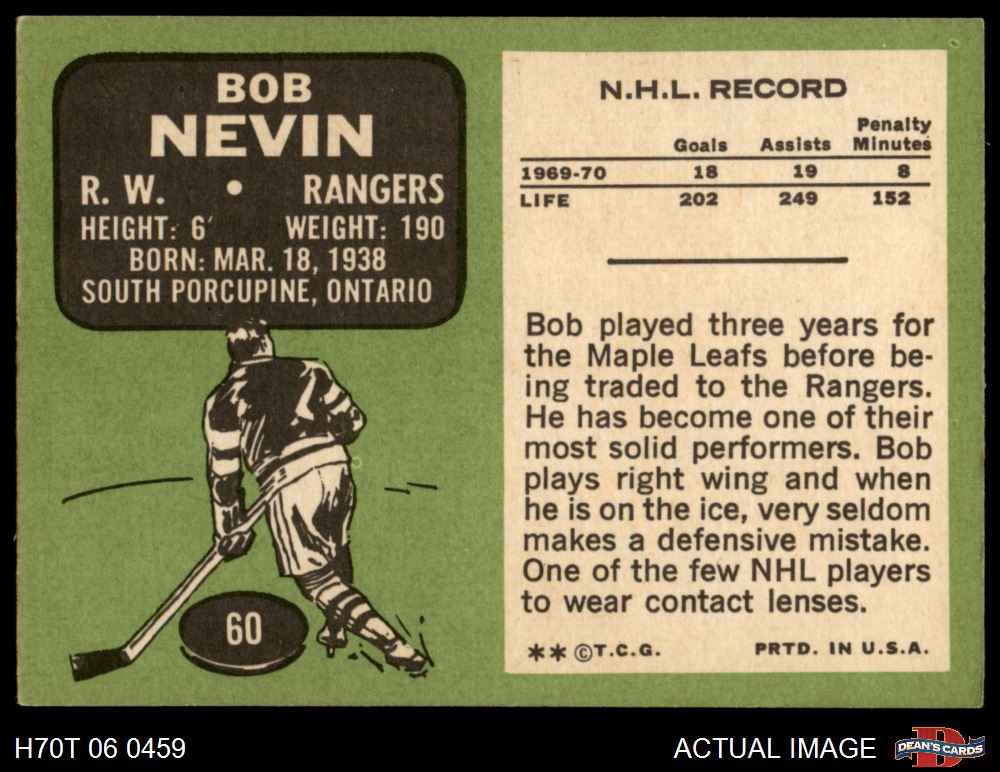 BOB
NEVIN
R. W. • RANGERS
HEIGHT: 6′ WEIGHT: 190
BORN: MAR. 18, 1938
SOUTH PORCUPINE, ONTARIO
60
N.H.L. RECORD
Goals Assists Penalty Minutes
1969-70 18 19 8
LIFE 202 249 152
Bob played three years for
the Maple Leafs before be-
ing traded to the Rangers.
He has become one of their
most solid performers. Bob
plays right wing and when
he is on the ice, very seldom
makes a defensive mistake.
One of the few NHL players
to wear contact lenses.
** ©T.C.G. PRTD. IN U.S.A.
H70T 06 0459 ACTUAL IMAGE
D
DEAN'S CARDS